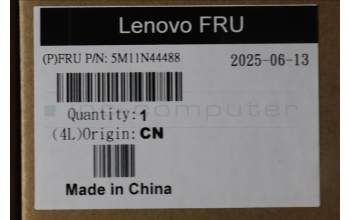 Lenovo FRU
(P)FRU P/N: 5M11N44488 2025-06-13
Quantity:1
(4L)Origin:CN
Made in China